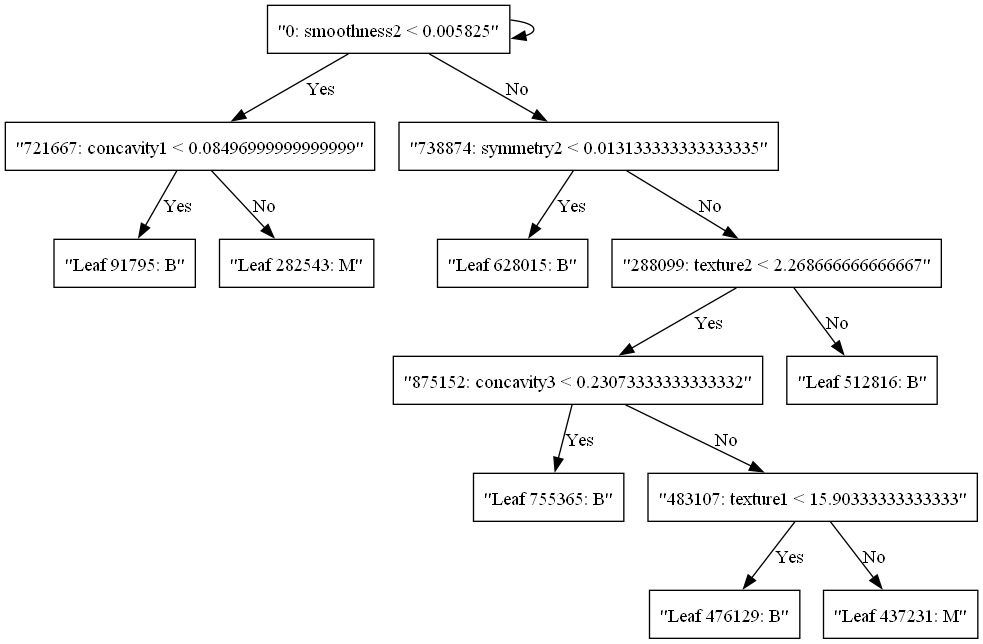 "0: smoothness2 < 0.005825"
Yes
No
"721667: concavity1 < 0.08496999999999999"
"738874: symmetry2 < 0.013133333333333335"
Yes
No
Yes
No
"Leaf 91795: B"
"Leaf 282543: M"
"Leaf 628015: B"
"288099: texture2 < 2.268666666666667"
Yes
No
"875152: concavity3 < 0.23073333333333332"
"Leaf 512816: B"
Yes
No
"Leaf 755365: B"
"483107: texture1 < 15.90333333333333"
Yes
No
"Leaf 476129: B"
"Leaf 437231: M"